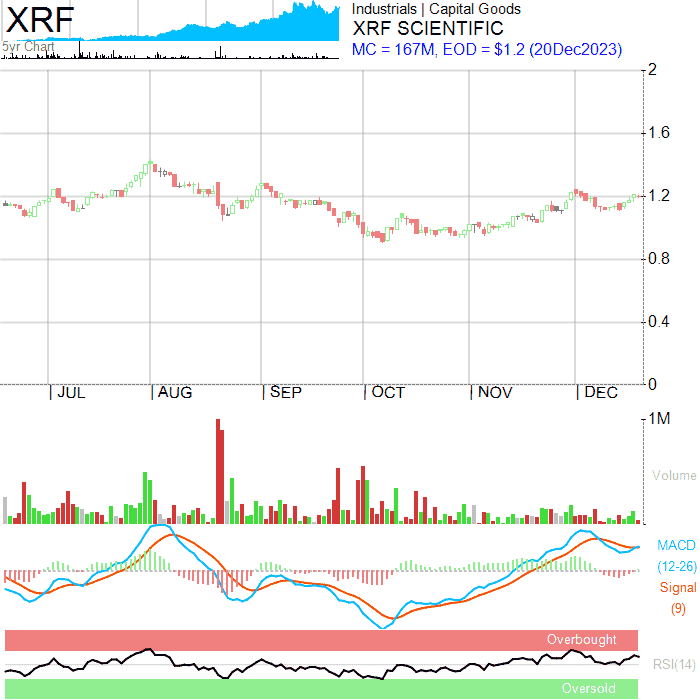 XRF
5yr Chart
Industrials | Capital Goods
XRF SCIENTIFIC
MC = 167M, EOD = $1.2 (20Dec2023)
2
1.6
1.2
0.8
0.4
0
JUL AUG SEP OCT NOV DEC
1M
Volume
MACD
(12-26)
Signal
(9)
Overbought
RSI(14)
Oversold